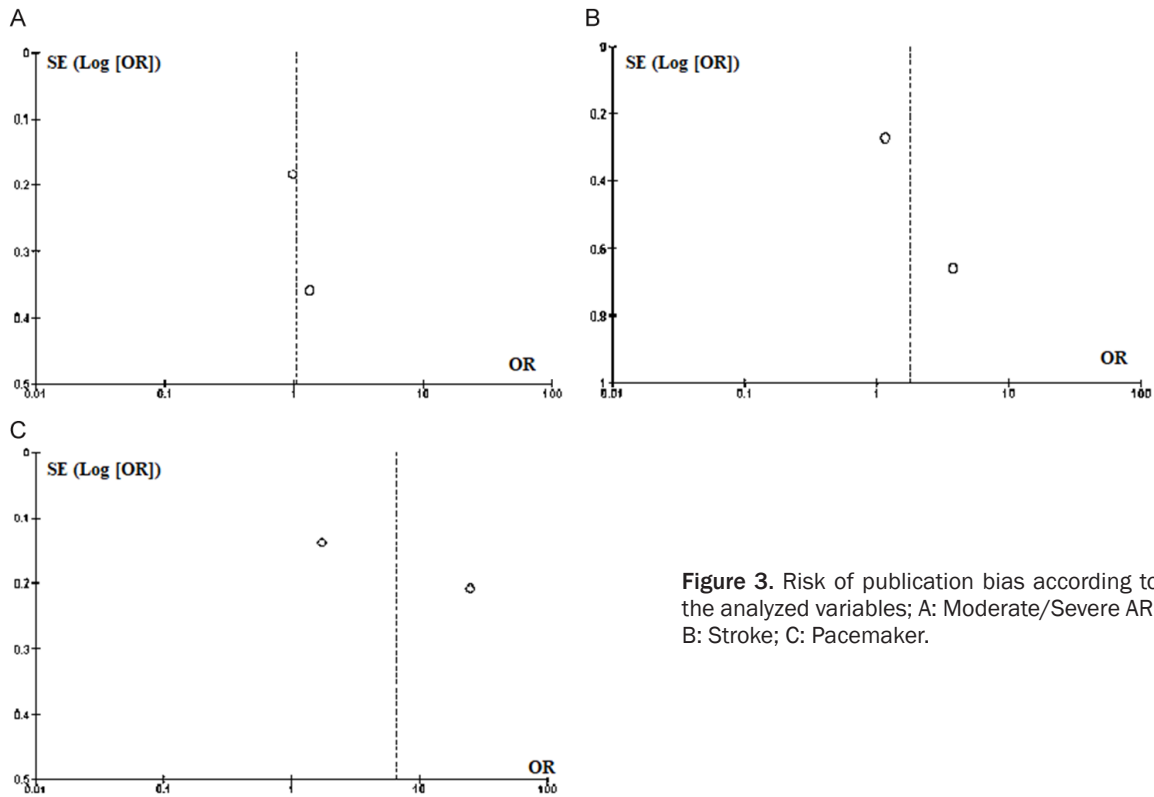 A
SE (Log [OR])
0
0.1
0.2
0.3
0.4
0.5
OR
0.01 0.1 1 10 100
B
SE (Log [OR])
0
0.2
0.4
0.6
0.8
1
OR
0.01 0.1 1 10 100
C
SE (Log [OR])
0
0.1
0.2
0.3
0.4
0.5
OR
0.01 0.1 1 10 100
Figure 3. Risk of publication bias according to
the analyzed variables; A: Moderate/Severe AR
B: Stroke; C: Pacemaker.